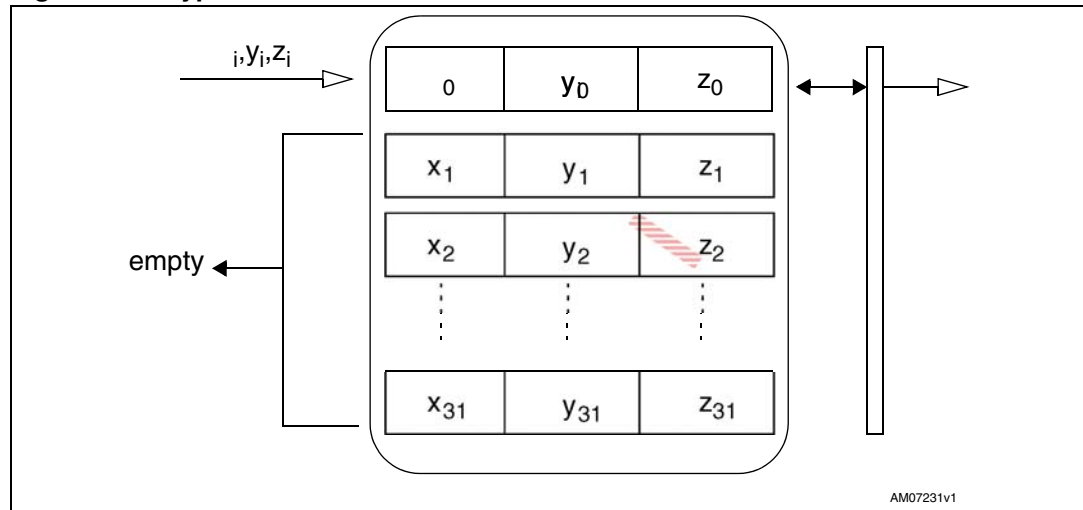 i,yi,zi
0 y0 z0
x1 y1 z1
x2 y2 z2
empty
x31 y31 z31
AM07231v1